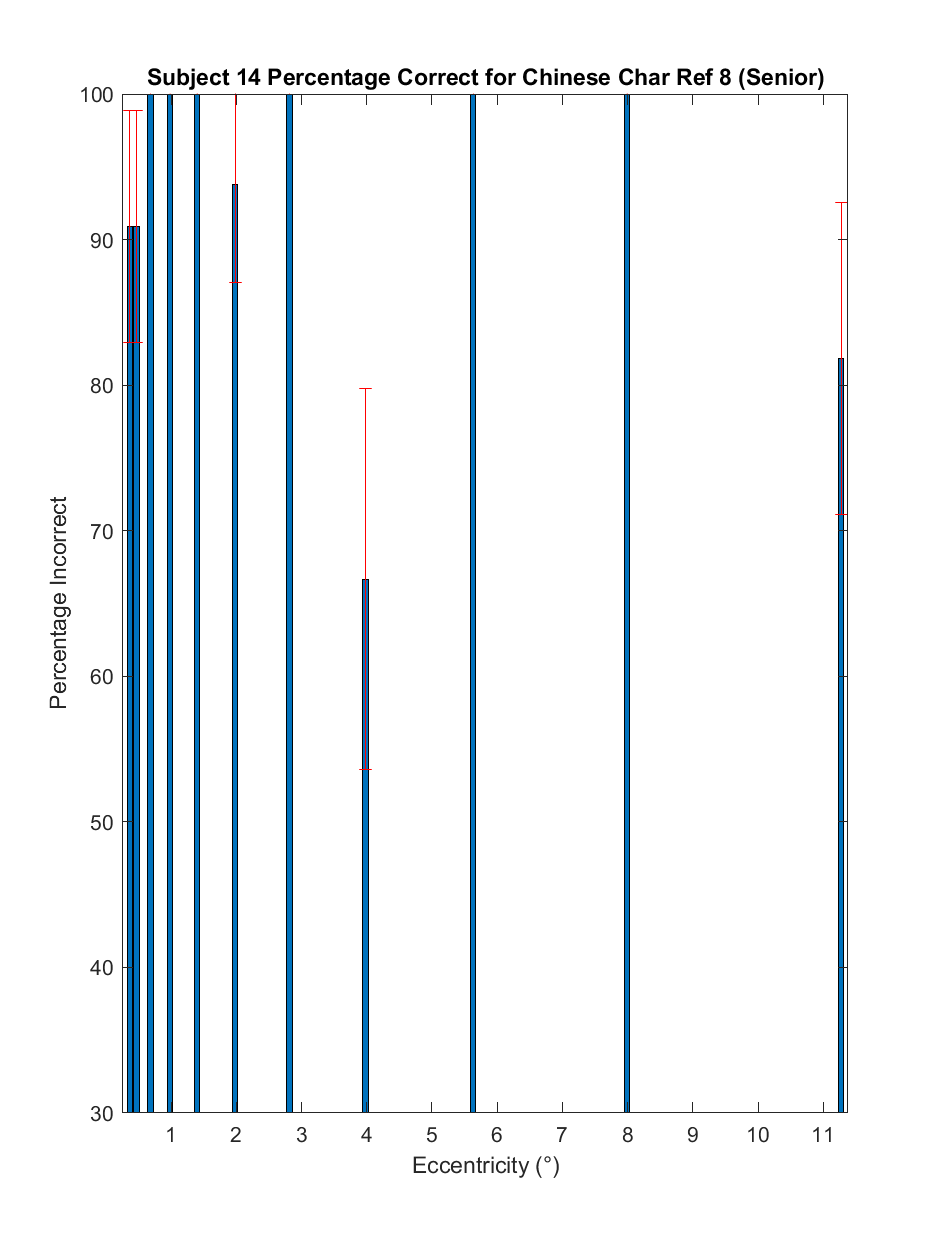 Subject 14 Percentage Correct for Chinese Char Ref 8 (Senior)
100
90
80
70
60
50
40
30
Percentage Incorrect
1 2 3 4 5 6 7 8 9 10 11
Eccentricity (°)